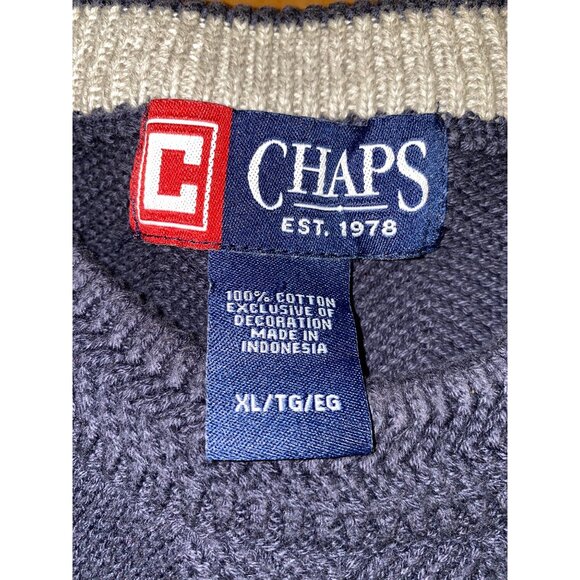 C
CHAPS
EST. 1978
100% COTTON
EXCLUSIVE OF
DECORATION
MADE IN
INDONESIA
XL/TG/EG